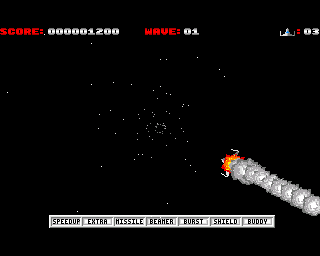 SCORE:000001200 WAVE:01 :03
SPEEDUP EXTRA MISSILE BEAMER BURST SHIELD BUDDY